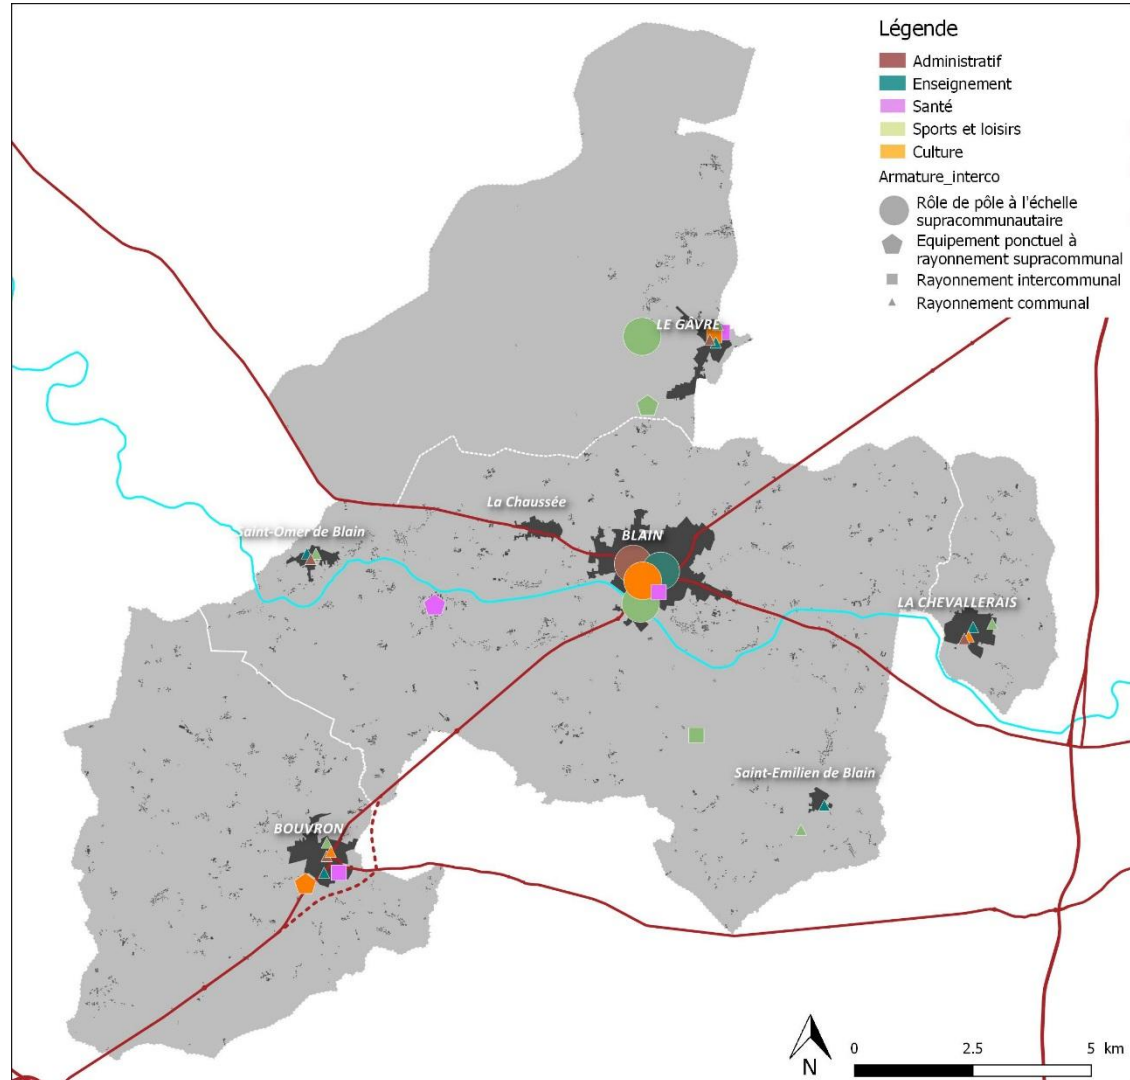 Légende
Administratif
Enseignement
Santé
Sports et loisirs
Culture
Armature_interco
Rôle de pôle à l'échelle
supracommunautaire
Equipement ponctuel à
rayonnement supracommunal
Rayonnement intercommunal
Rayonnement communal
LE GÂVRE
La Chaussée
Saint-Omer de Blain
BLAIN
LA CHEVALLERAIS
Saint-Emilien de Blain
BOUVRON
N
0 2.5 5 km